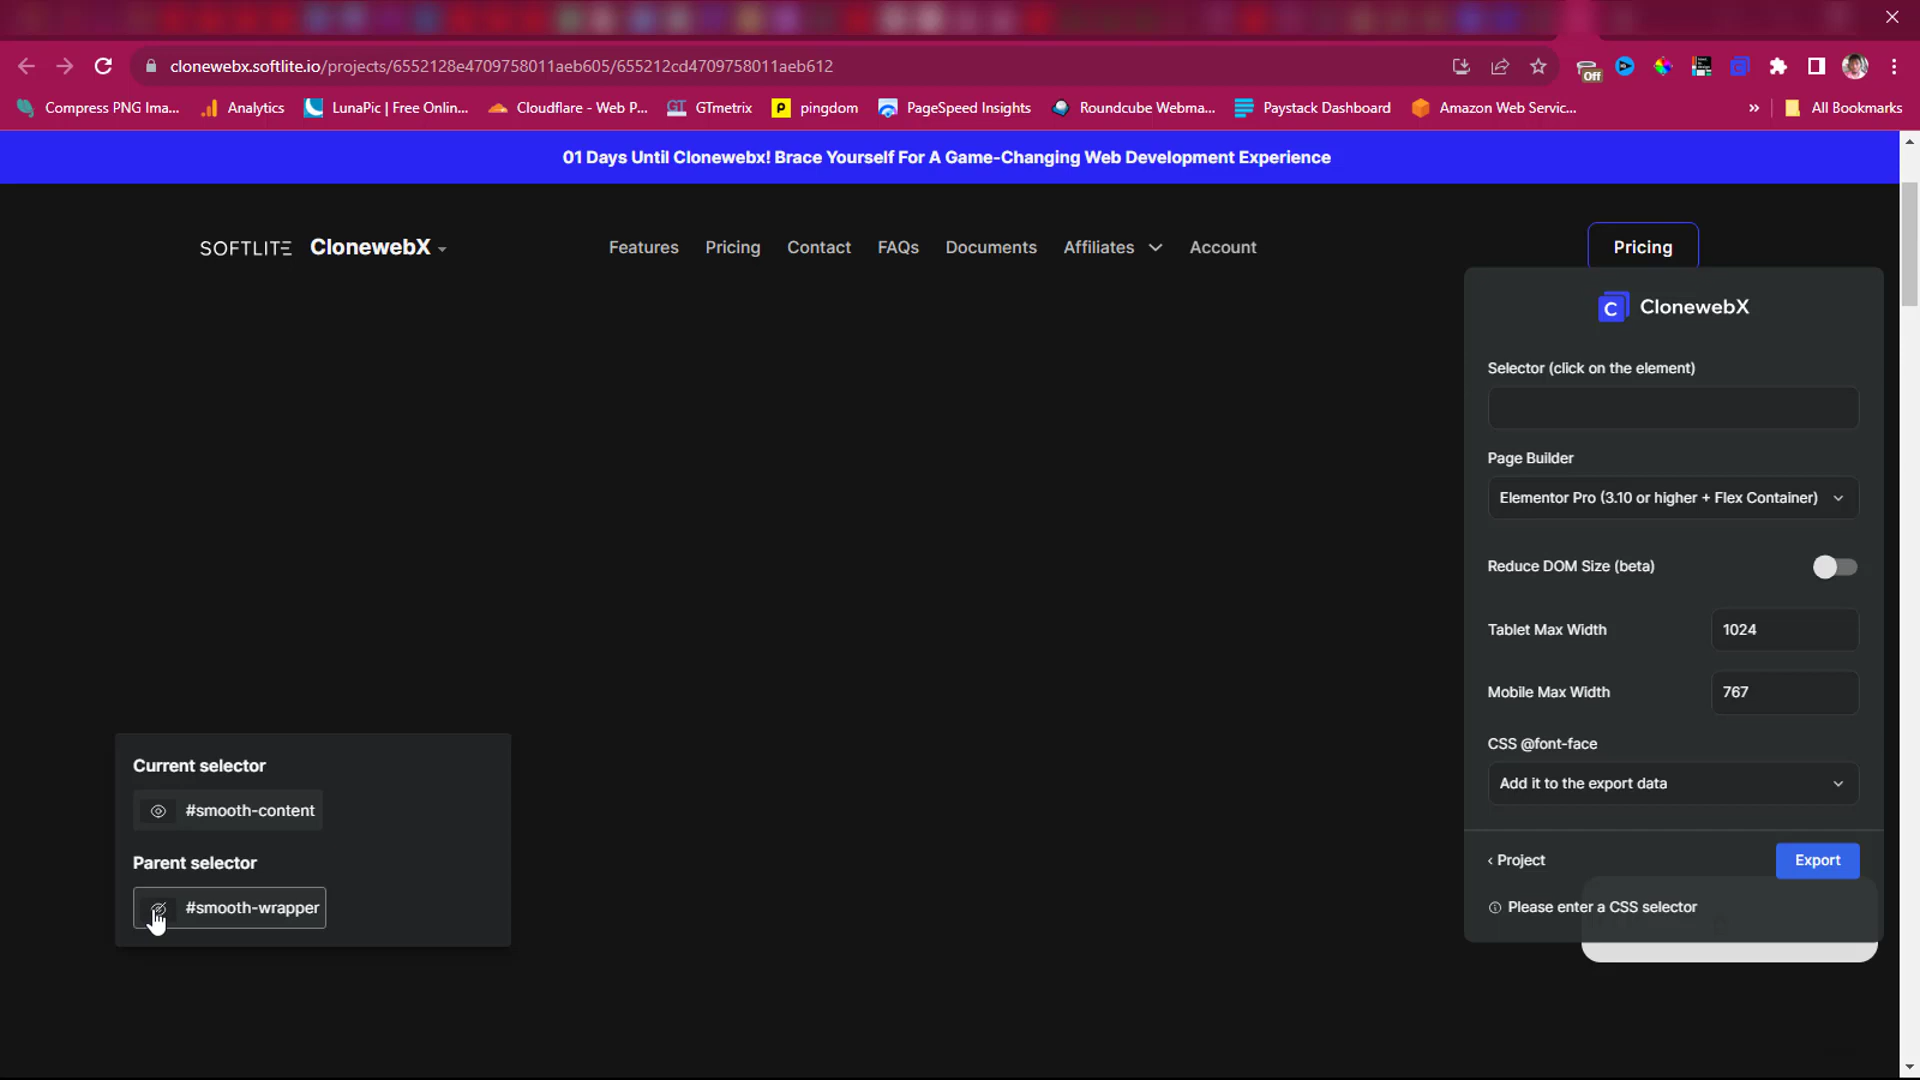 clonewebx.softlite.io/projects/6552128e4709758011aeb605/655212cd4709758011aeb612
Off
Compress PNG Ima...
Analytics
LunaPic | Free Onlin...
Cloudflare - Web P...
GT
GTmetrix
pingdom
PageSpeed Insights
Roundcube Webma...
Paystack Dashboard
Amazon Web Servic...
»
All Bookmarks
01 Days Until Clonewebx! Brace Yourself For A Game-Changing Web Development Experience
SOFTLITE ClonewebX
Features
Pricing
Contact
FAQs
Documents
Affiliates
Account
Pricing
C ClonewebX
Selector (click on the element)
Page Builder
Elementor Pro (3.10 or higher + Flex Container)
Reduce DOM Size (beta)
Tablet Max Width
1024
Mobile Max Width
767
CSS @font-face
Add it to the export data
‹ Project
Export
Please enter a CSS selector
Current selector
#smooth-content
Parent selector
#smooth-wrapper